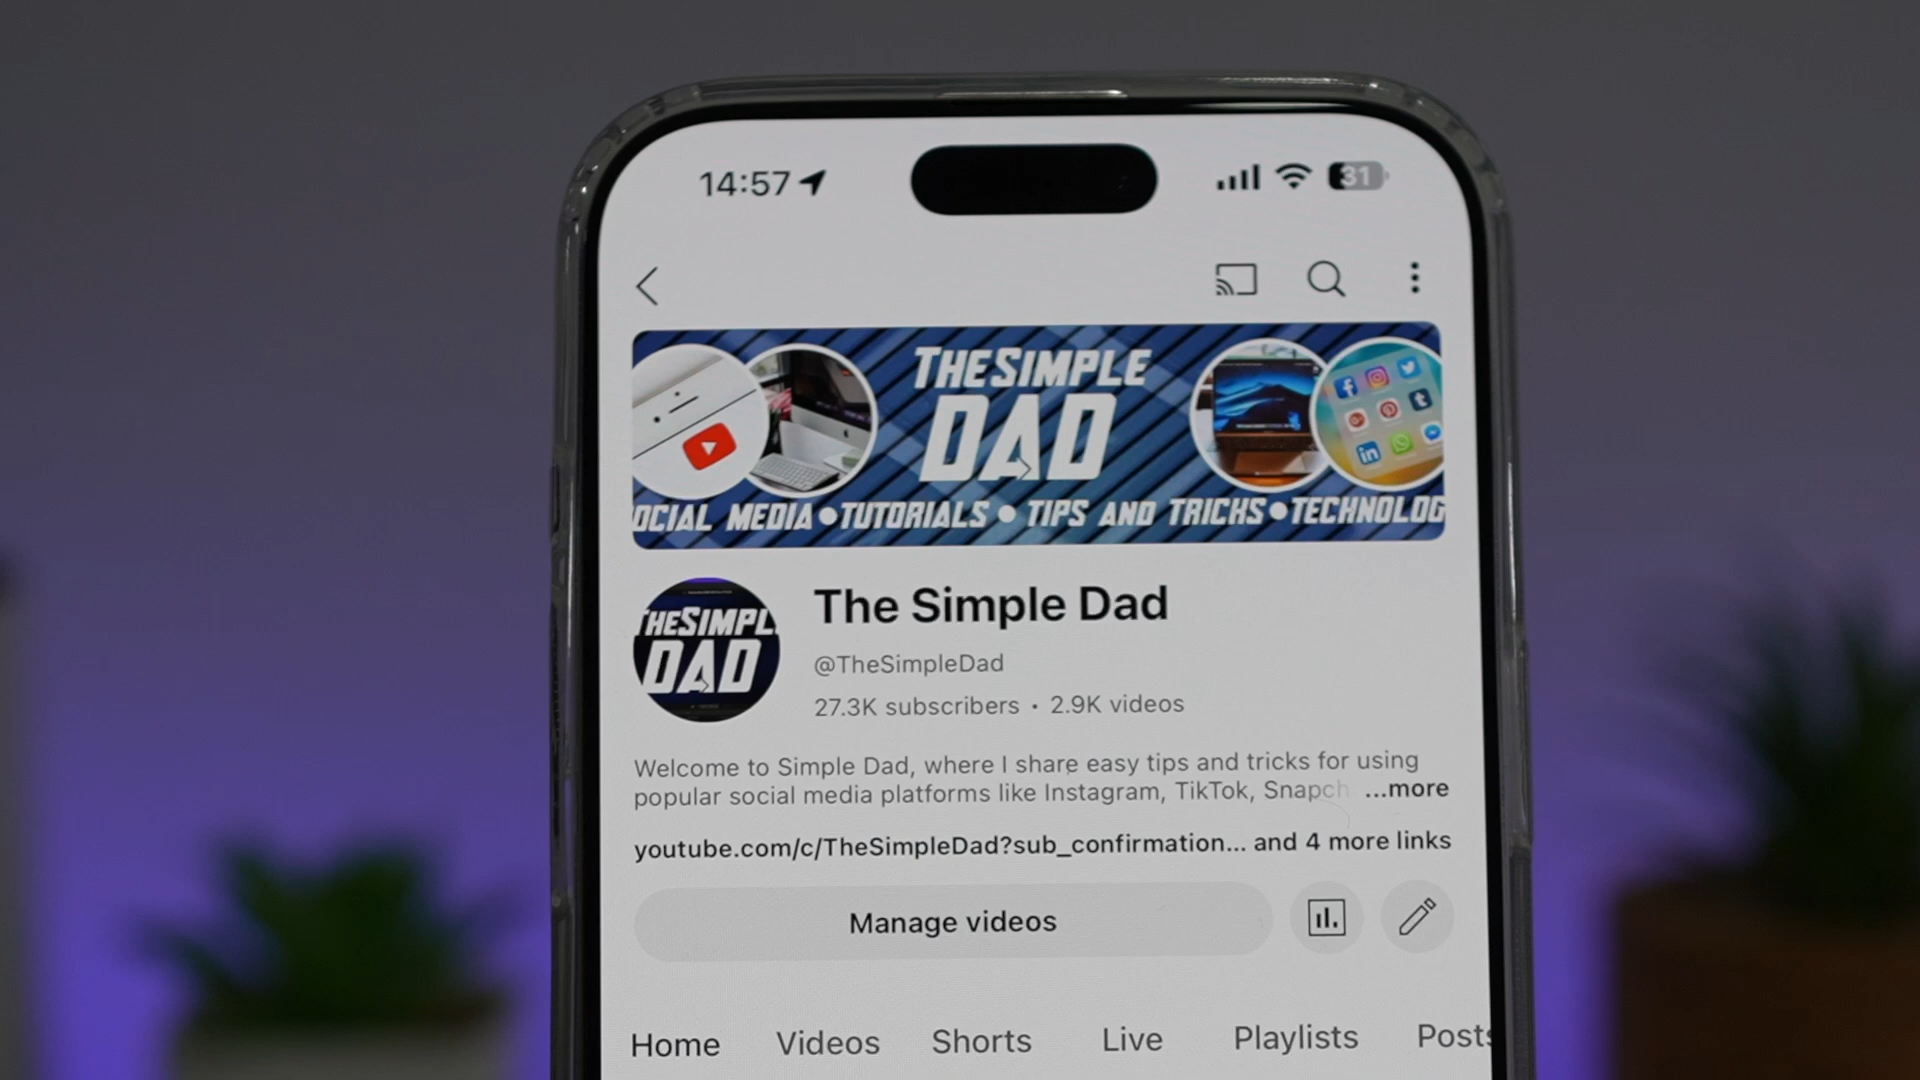 14:57
31
THESIMPLE
DAD
OCIAL MEDIA●TUTORIALS ● TIPS AND TRICKS●TECHNOLOG
HESIMPL
DAD
The Simple Dad
@TheSimpleDad
27.3K subscribers • 2.9K videos
Welcome to Simple Dad, where I share easy tips and tricks for using
popular social media platforms like Instagram, TikTok, Snapch ...more
youtube.com/c/TheSimpleDad?sub_confirmation... and 4 more links
Manage videos
Home Videos Shorts Live Playlists Posts